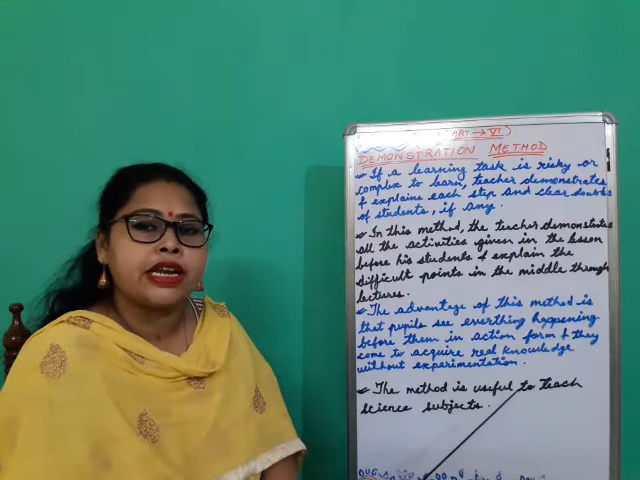 ART → VI
DEMONSTRATION METHOD
If a learning task is risky or
complex to learn, teacher demonstrates
& explains each step and clear doubts
of students, if any.
In this method, the teacher demonstrates
all the activities given in the lesson
before his students & explain the
difficult points in the middle through
lectures.
The advantage of this method is
that pupils see everthing happening
before them in action form & they
come to acquire real knowledge
without experimentation.
The method is useful to teach
science subjects.